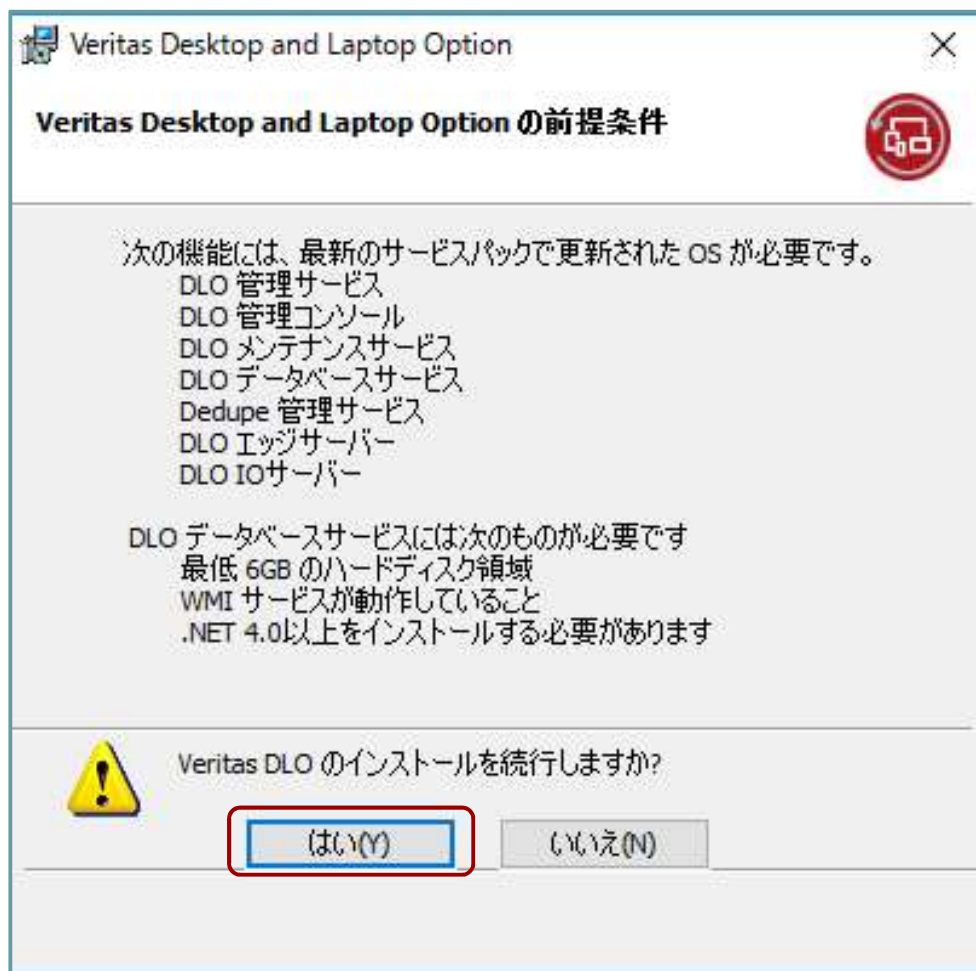 Veritas Desktop and Laptop Option
Veritas Desktop and Laptop Option の前提条件
次の機能には、最新のサービスパックで更新された OS が必要です。
DLO 管理サービス
DLO 管理コンソール
DLO メンテナンスサービス
DLO データベースサービス
Dedupe 管理サービス
DLO エッジサーバー
DLO IOサーバー
DLO データベースサービスには次のものが必要です
最低 6GB のハードディスク領域
WMI サービスが動作していること
.NET 4.0以上をインストールする必要があります
Veritas DLO のインストールを続行しますか?
はい(Y)
いいえ(N)